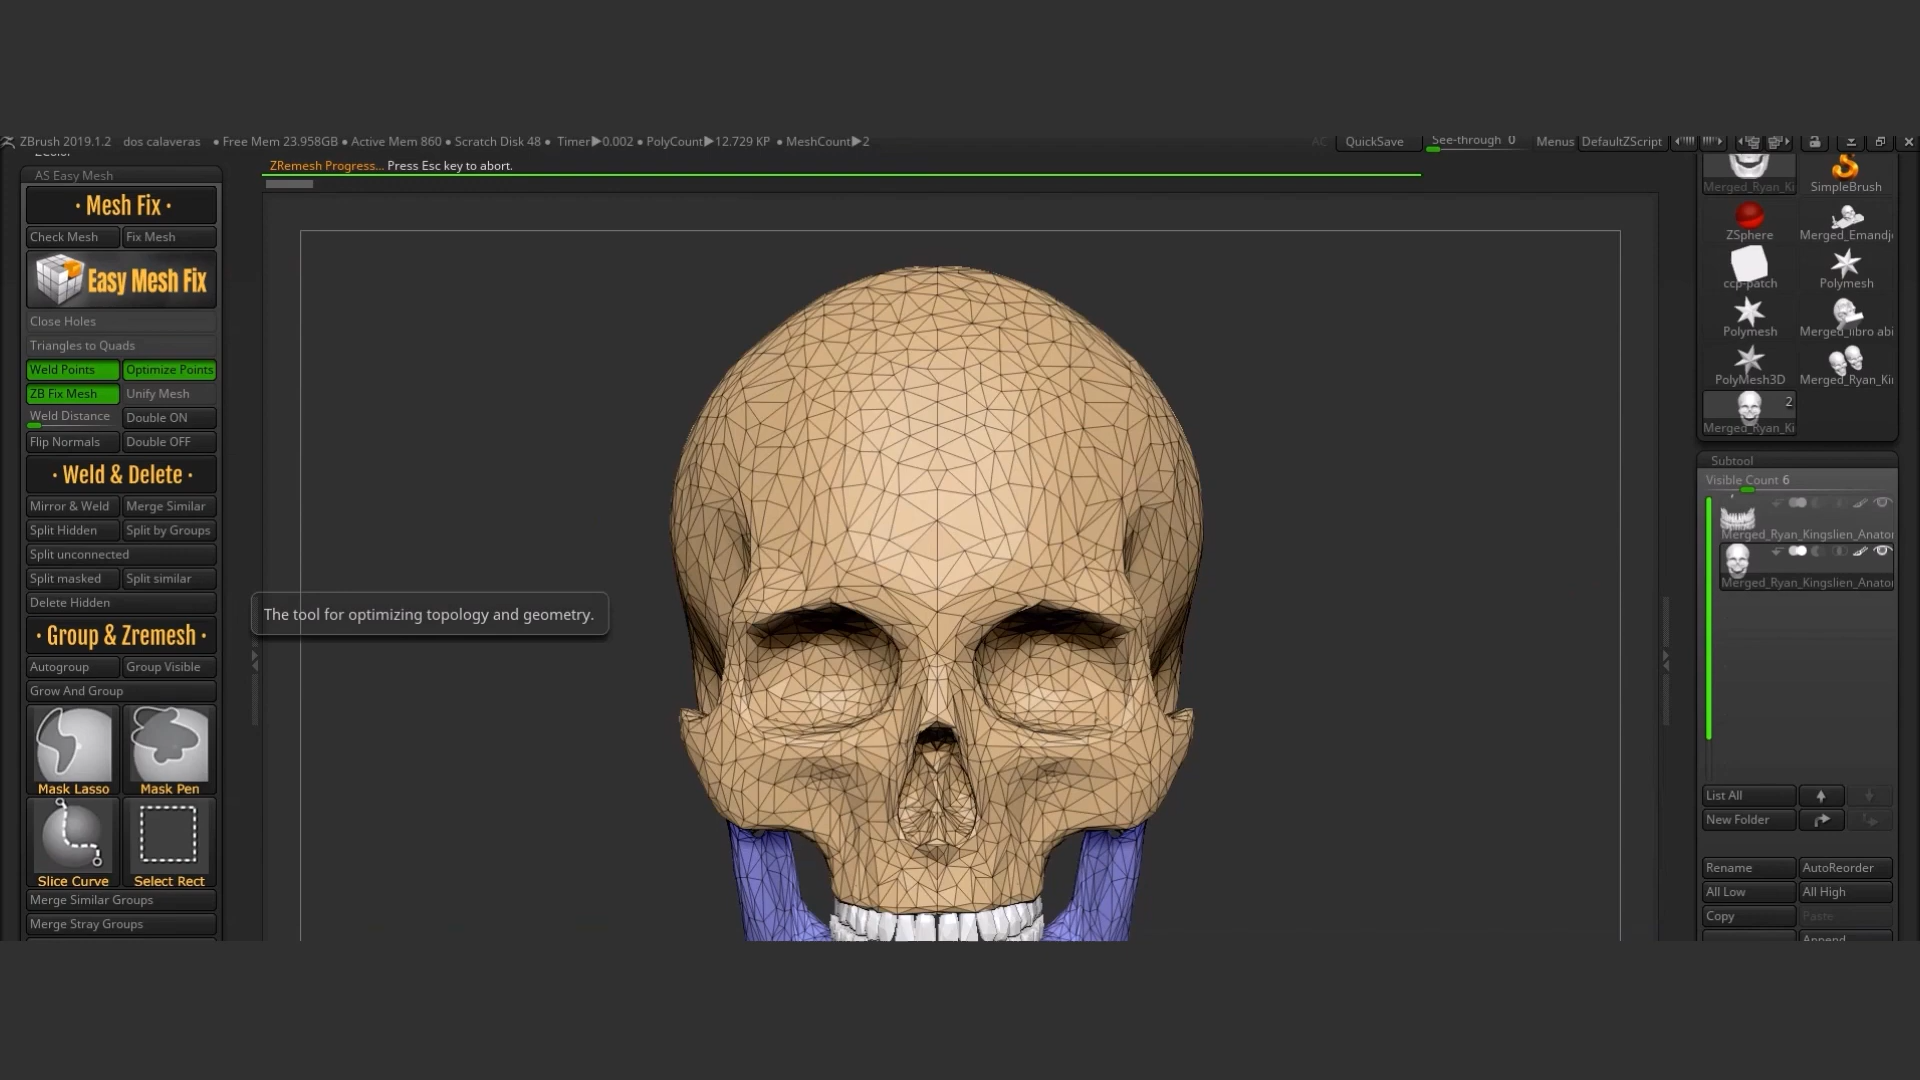 ZBrush 2019.1.2 dos calaveras • Free Mem 23.958GB • Active Mem 860 • Scratch Disk 48 • Timer▶0.002 • PolyCount▶12.729 KP • MeshCount▶2
AC QuickSave See-through 0 Menus DefaultZScript
ZRemesh Progress... Press Esc key to abort.
AS Easy Mesh
· Mesh Fix ·
Check Mesh Fix Mesh
Easy Mesh Fix
Close Holes
Triangles to Quads
Weld Points Optimize Points
ZB Fix Mesh Unify Mesh
Weld Distance Double ON
Flip Normals Double OFF
· Weld & Delete ·
Mirror & Weld Merge Similar
Split Hidden Split by Groups
Split unconnected
Split masked Split similar
Delete Hidden
· Group & Zremesh ·
Autogroup Group Visible
Grow And Group
Mask Lasso Mask Pen
Slice Curve Select Rect
Merge Similar Groups
Merge Stray Groups
The tool for optimizing topology and geometry.
Merged_Ryan_Ki SimpleBrush
ZSphere Merged_Emandj
ccp-patch Polymesh
Polymesh Merged_libro abi
PolyMesh3D Merged_Ryan_Kin
2
Merged_Ryan_Ki
Subtool
Visible Count 6
Merged_Ryan_Kingslien_Anator
Merged_Ryan_Kingslien_Anator
List All
New Folder
Rename AutoReorder
All Low All High
Copy Paste
Append